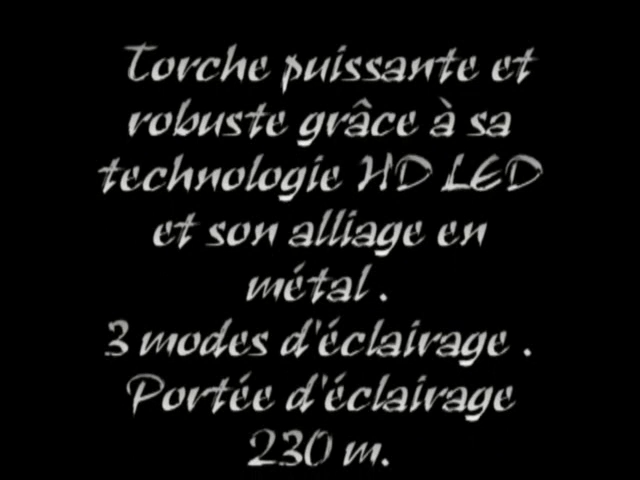 Torche puissante et
robuste grâce à sa
technologie HD LED
et son alliage en
métal .
3 modes d'éclairage .
Portée d'éclairage
230 m.